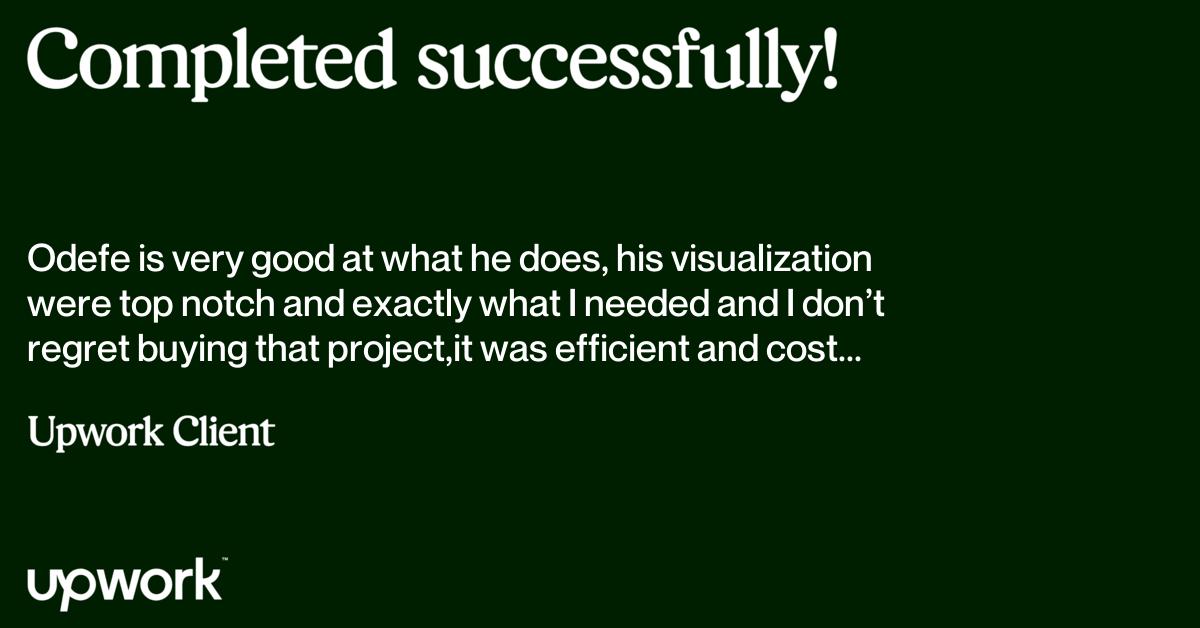 Completed successfully!
Odefe is very good at what he does, his visualization
were top notch and exactly what I needed and I don’t
regret buying that project,it was efficient and cost...
Upwork Client
upwork™